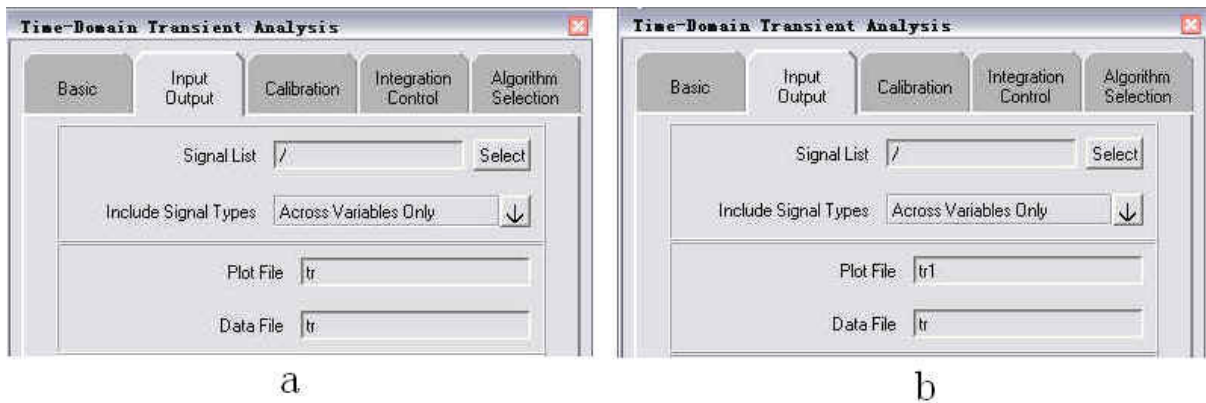 Time-Domain Transient Analysis
Basic
Input Output
Calibration
Integration Control
Algorithm Selection
Signal List / Select
Include Signal Types Across Variables Only
Plot File tr
Data File tr
a
Time-Domain Transient Analysis
Basic
Input Output
Calibration
Integration Control
Algorithm Selection
Signal List / Select
Include Signal Types Across Variables Only
Plot File tr1
Data File tr
b